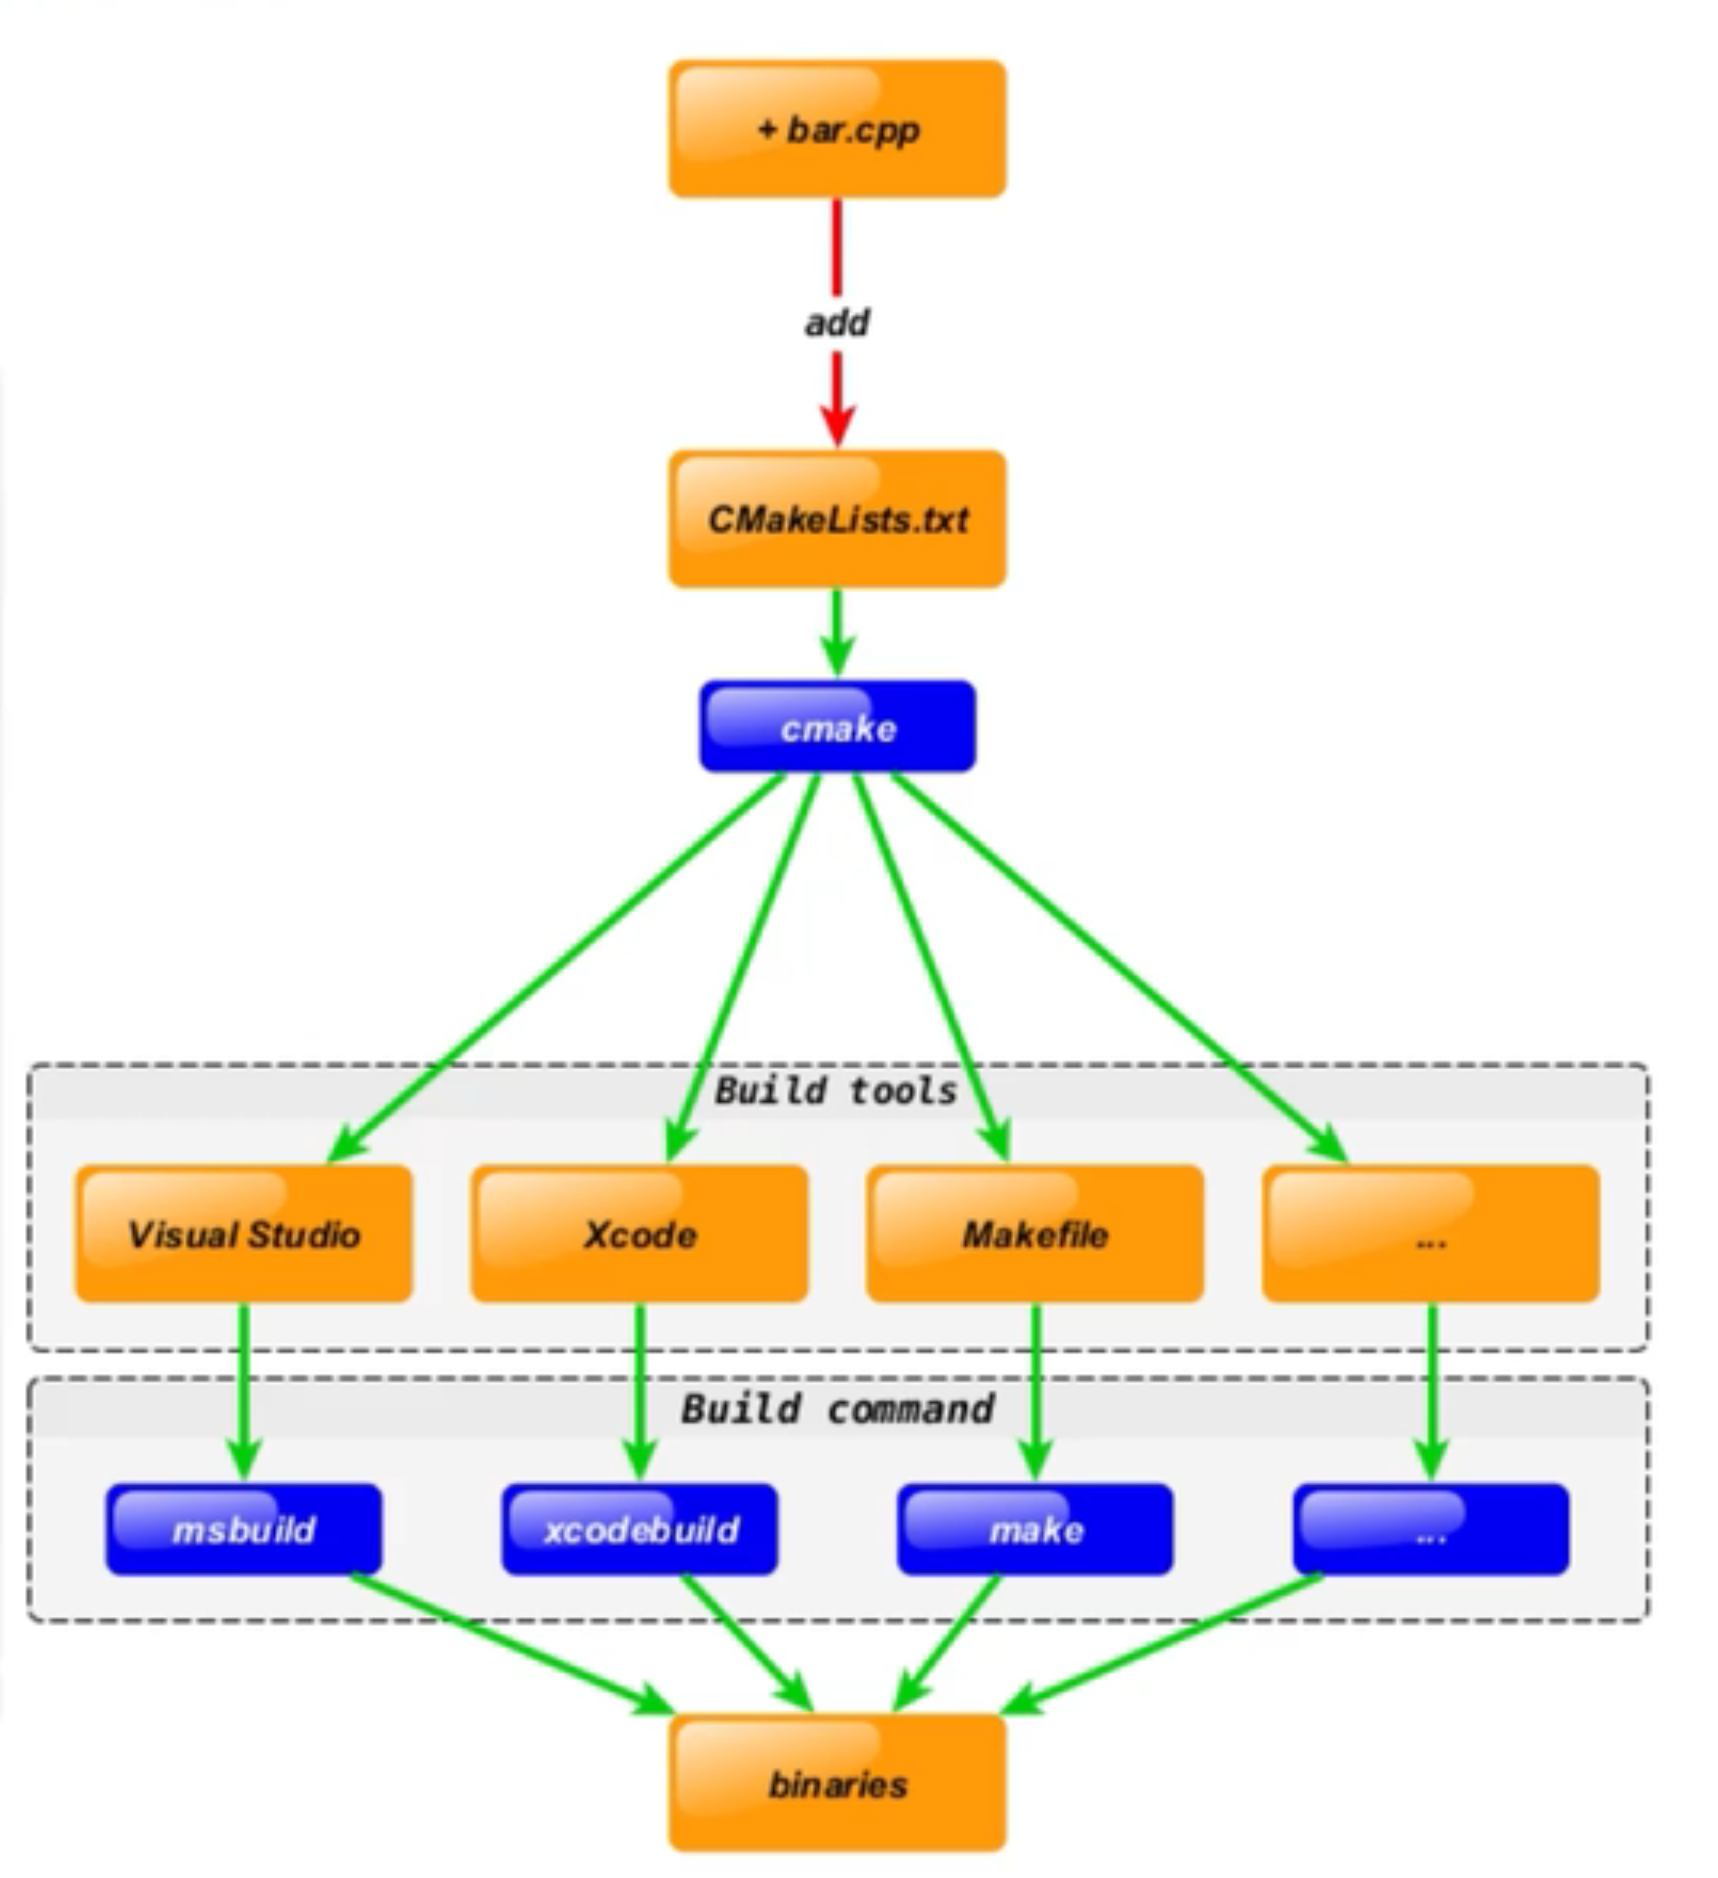 + bar.cpp
add
CMakeLists.txt
cmake
Build tools
Visual Studio
Xcode
Makefile
...
Build command
msbuild
xcodebuild
make
...
binaries